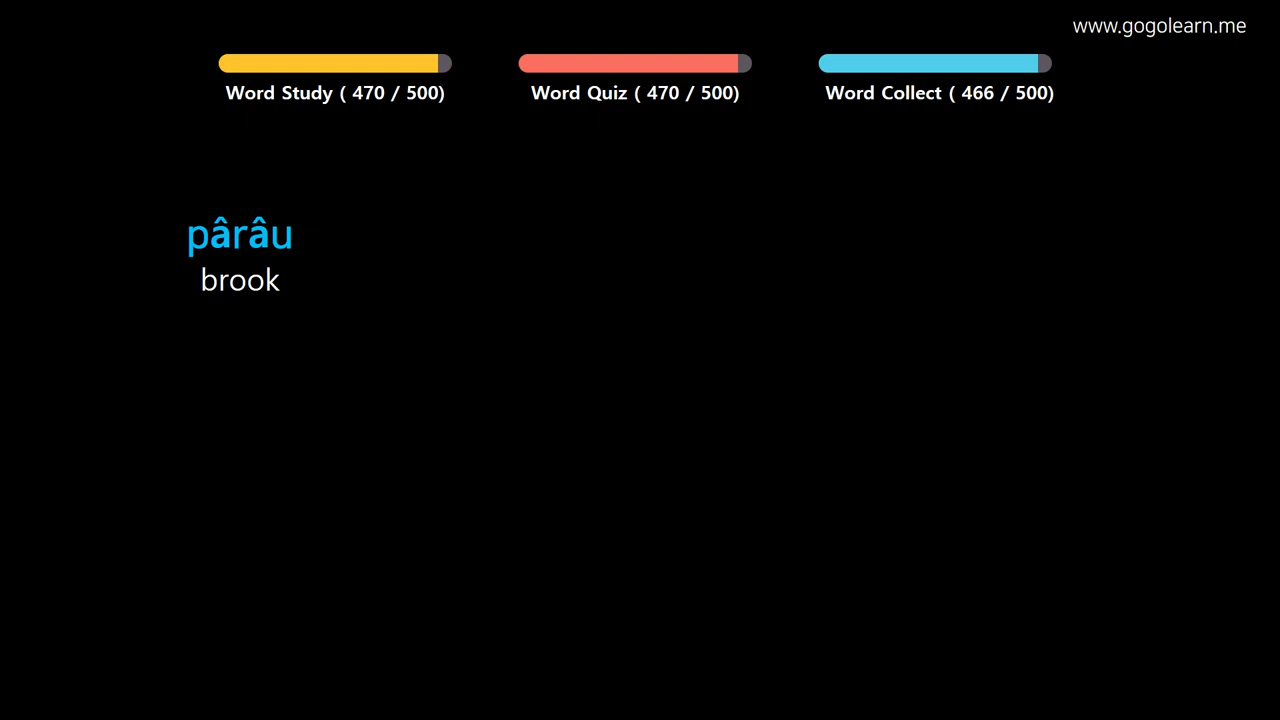 www.gogolearn.me
Word Study ( 470 / 500)
Word Quiz ( 470 / 500)
Word Collect ( 466 / 500)
pârâu
brook